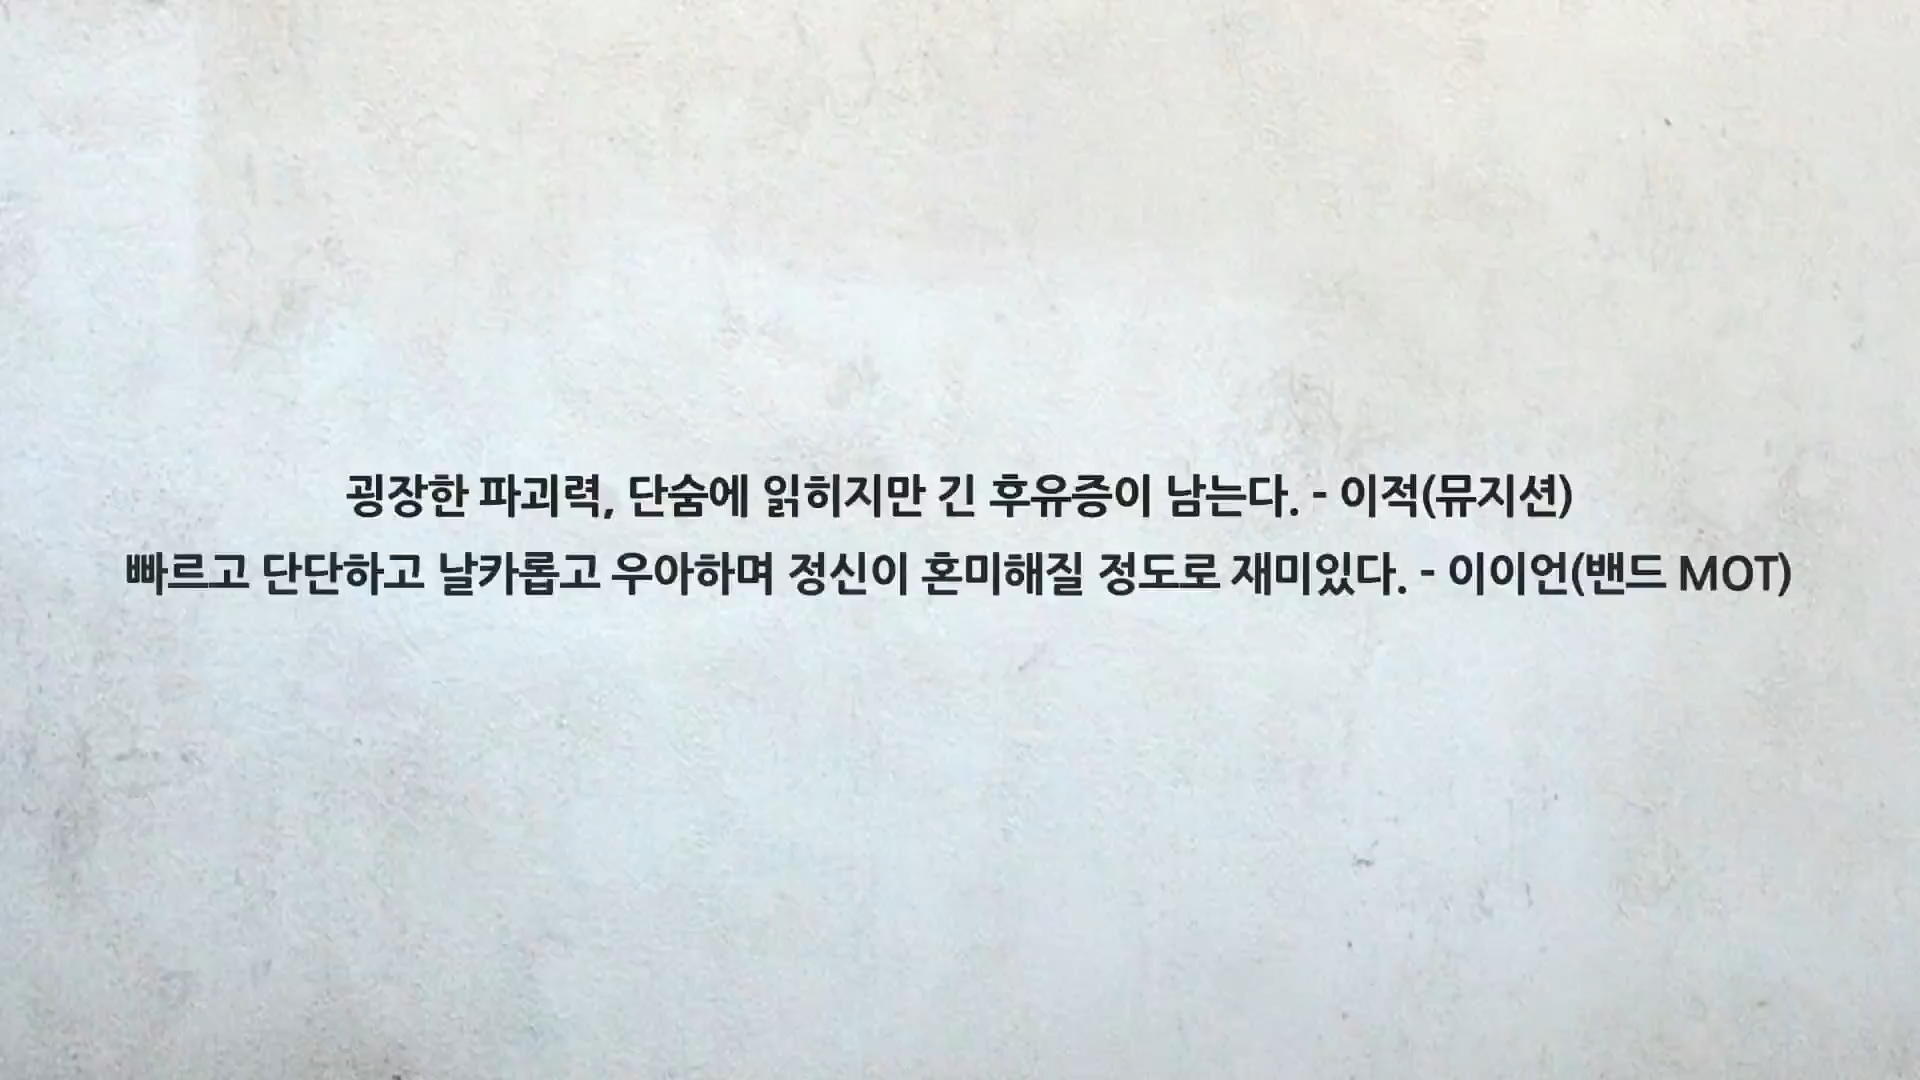 굉장한 파괴력, 단숨에 읽히지만 긴 후유증이 남는다. - 이적(뮤지션)
빠르고 단단하고 날카롭고 우아하며 정신이 혼미해질 정도로 재미있다. - 이이언(밴드 MOT)